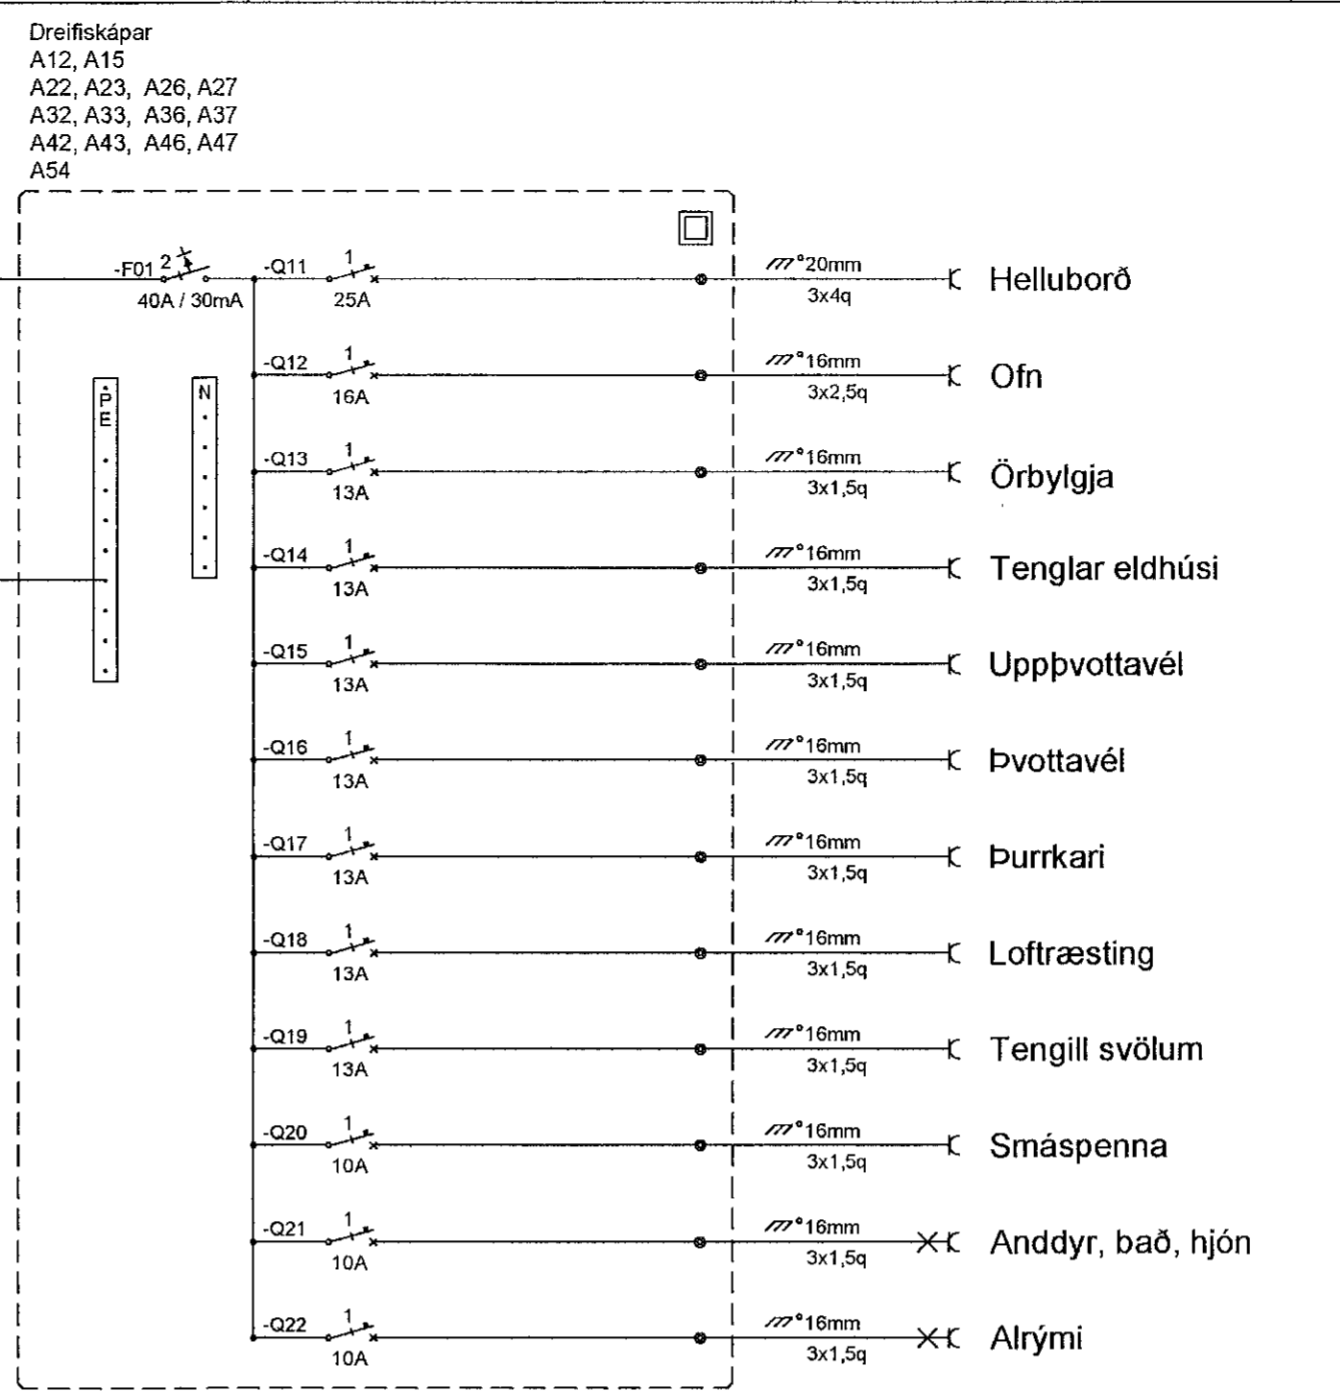 Dreifiskápar
A12, A15
A22, A23, A26, A27
A32, A33, A36, A37
A42, A43, A46, A47
A54
-F01 2
40A / 30mA
-Q11 1 25A 20mm 3x4q Helluborð
-Q12 1 16A 16mm 3x2,5q Ofn
PE
N
-Q13 1 13A 16mm 3x1,5q Örbylgja
-Q14 1 13A 16mm 3x1,5q Tenglar eldhúsi
-Q15 1 13A 16mm 3x1,5q Uppþvottavél
-Q16 1 13A 16mm 3x1,5q Þvottavél
-Q17 1 13A 16mm 3x1,5q Þurrkari
-Q18 1 13A 16mm 3x1,5q Loftræsting
-Q19 1 13A 16mm 3x1,5q Tengill svölum
-Q20 1 10A 16mm 3x1,5q Smáspenna
-Q21 1 10A 16mm 3x1,5q Anddyr, bað, hjón
-Q22 1 10A 16mm 3x1,5q Alrými